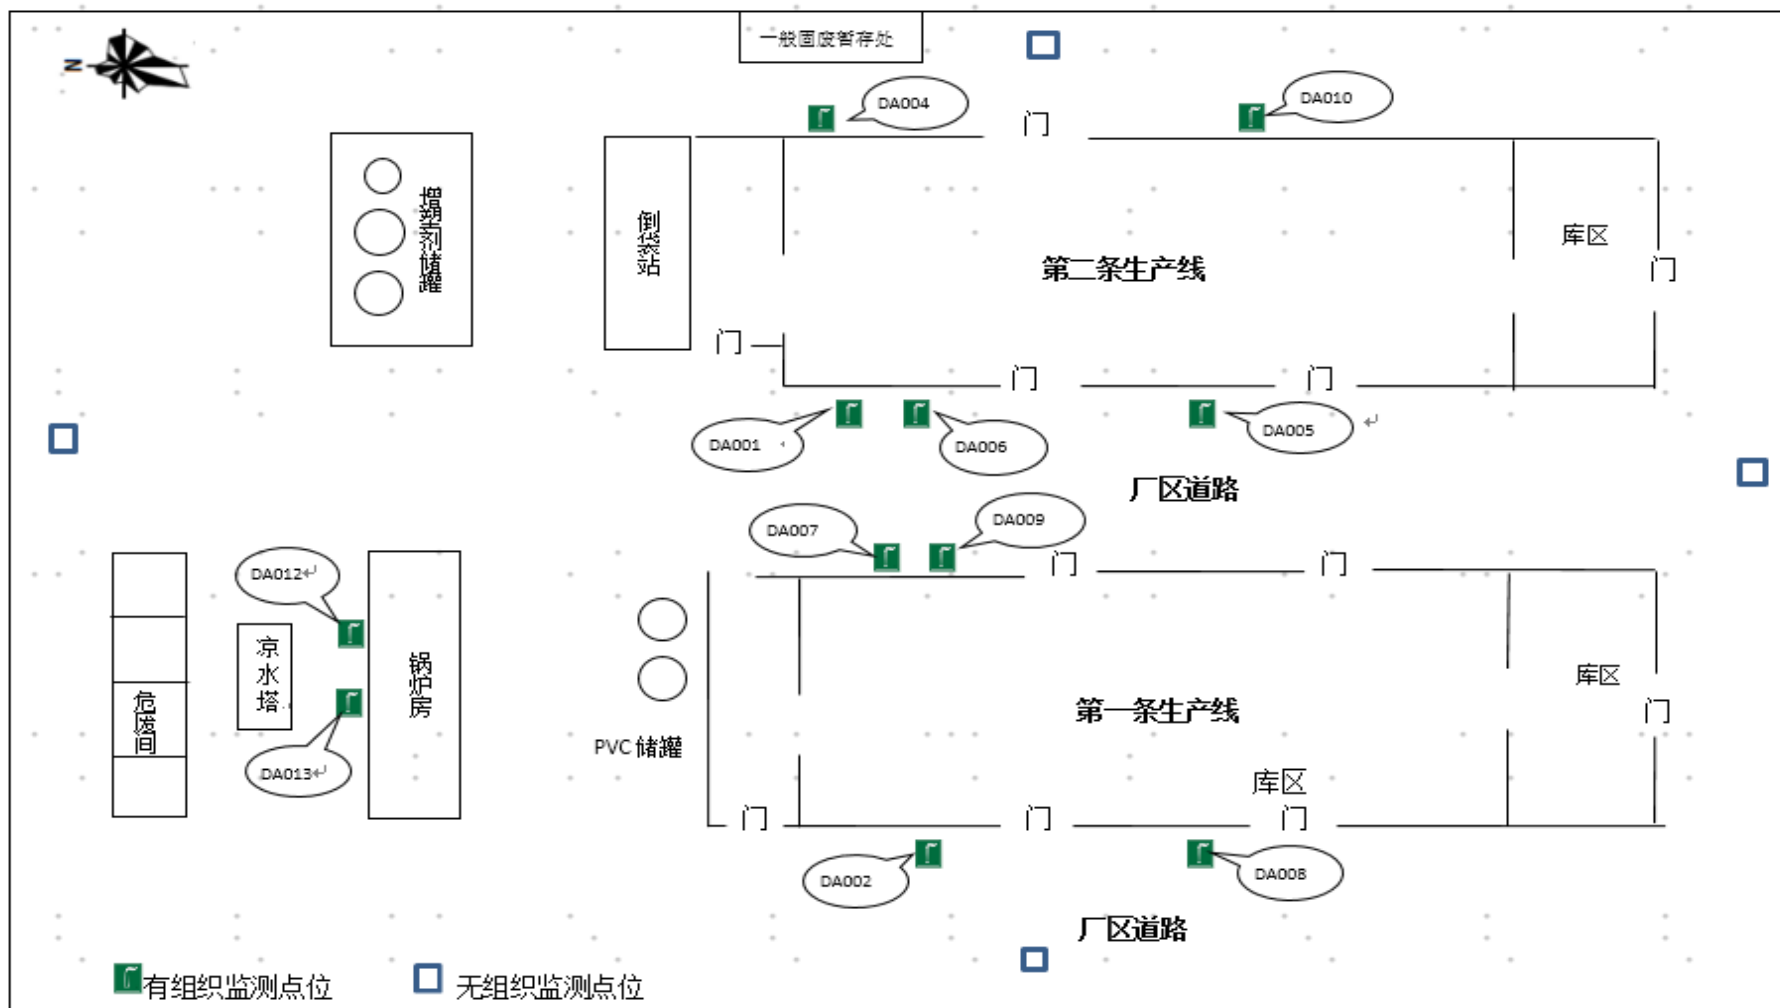 一般固废暂存处
N
DA004
DA010
门
增塑剂储罐
倒袋站
库区
第二条生产线
门
门
门
门
DA001
DA006
DA005
厂区道路
DA007
DA009
门
门
DA012
凉水塔
锅炉房
危废间
DA013
PVC 储罐
第一条生产线
库区
门
库区
门
门
门
DA002
DA008
厂区道路
有组织监测点位
无组织监测点位